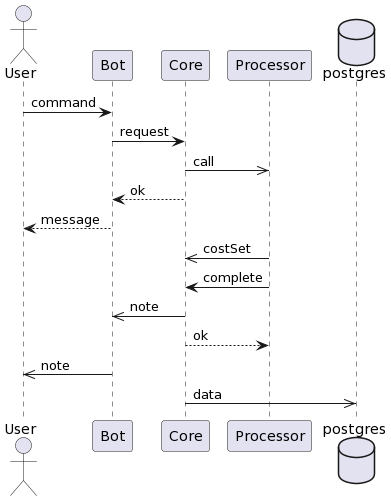 User
Bot
Core
Processor
postgres
command
request
call
ok
message
costSet
complete
note
ok
note
data
User
Bot
Core
Processor
postgres